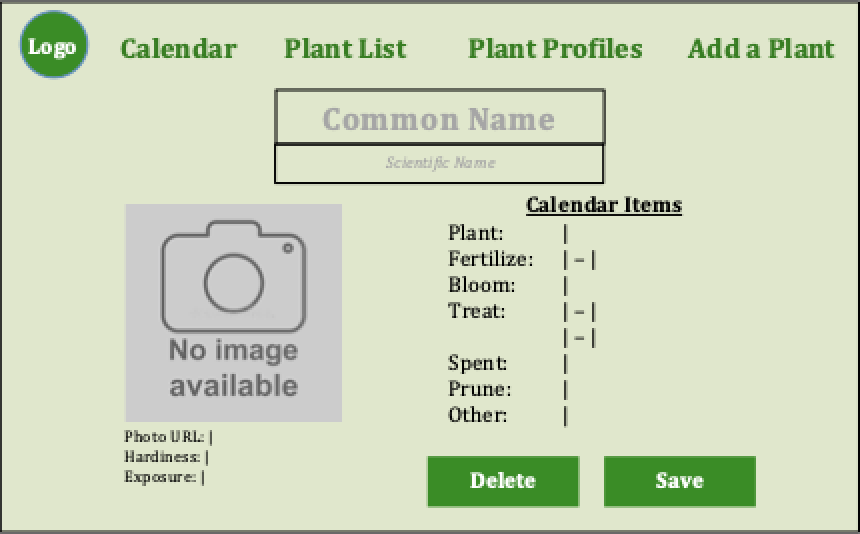 Logo Calendar Plant List Plant Profiles Add a Plant
Common Name
Scientific Name
No image
available
Photo URL: |
Hardiness: |
Exposure: |
Calendar Items
Plant: |
Fertilize: | – |
Bloom: |
Treat: | – |
| – |
Spent: |
Prune: |
Other: |
Delete Save